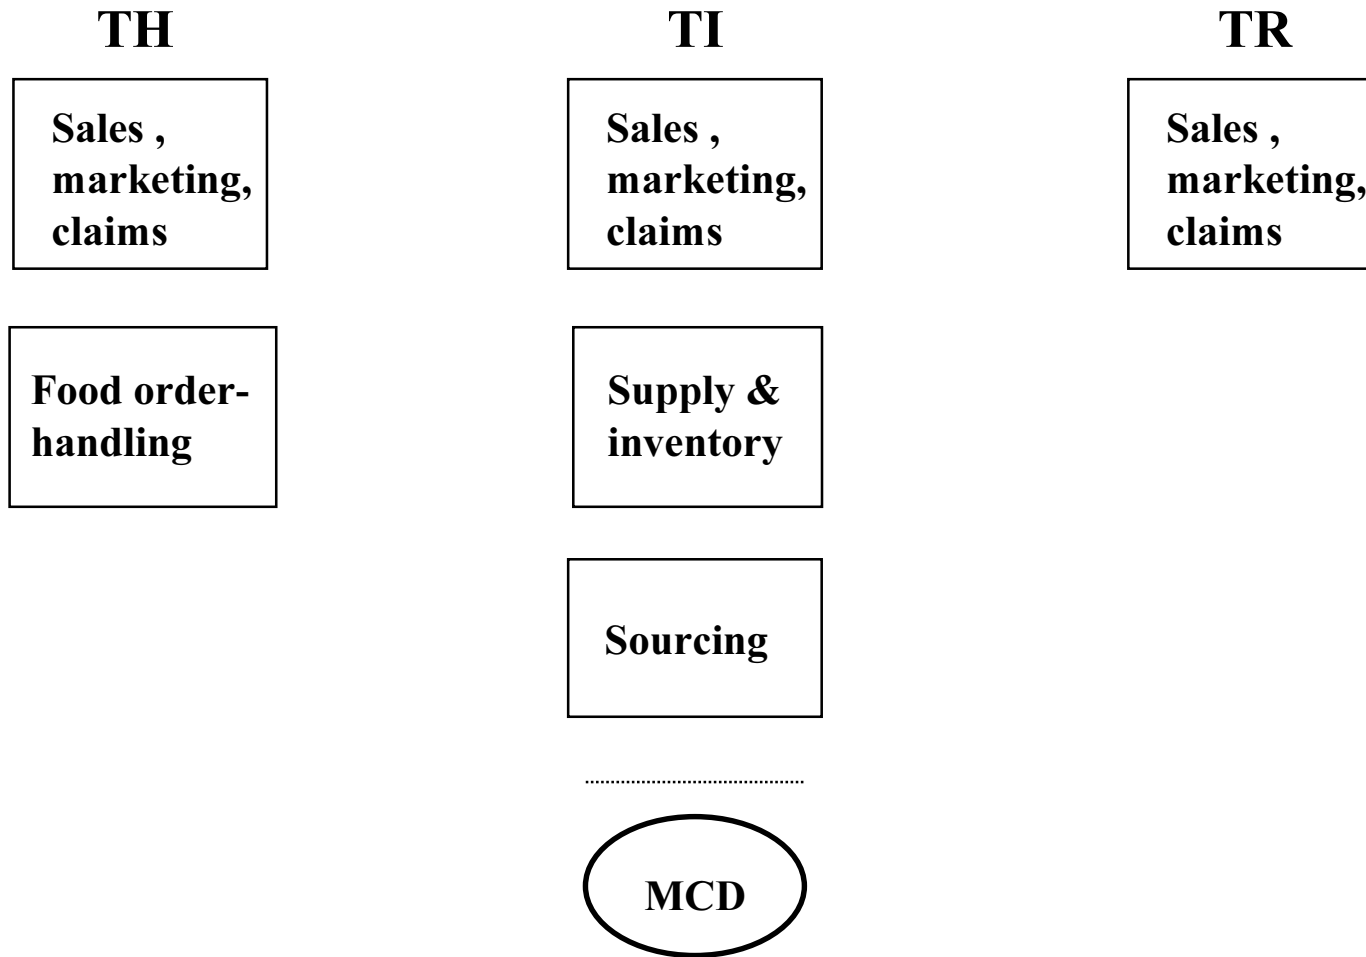 TH
TI
TR
Sales ,
marketing,
claims
Sales ,
marketing,
claims
Sales ,
marketing,
claims
Food order-
handling
Supply &
inventory
Sourcing
MCD